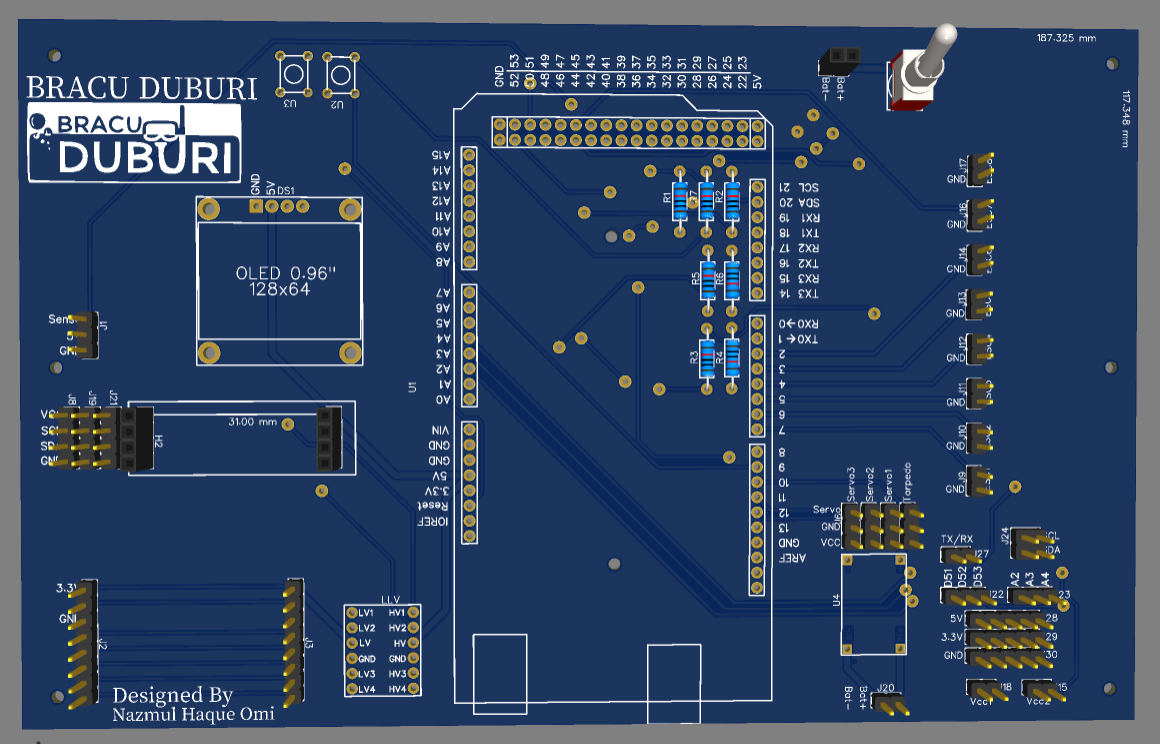 187.325 mm
117.348 mm
BRACU DUBURI
BRACU
DUBURI
U3
U2
GND
52 53
50 51
48 49
46 47
44 45
42 43
40 41
38 39
36 37
34 35
32 33
30 31
28 29
26 27
24 25
22 23
5V
Bat-
Bat+
GND
5V
DS1
OLED 0.96"
128x64
A15
A14
A13
A12
A11
A10
A9
A8
A7
A6
A5
A4
A3
A2
A1
A0
U1
VIN
GND
GND
5V
3.3V
Reset
IOREF
R1
R2
R5
R6
R3
R4
SCL 21
SDA 20
RX1 19
TX1 18
RX2 17
TX2 16
RX3 15
TX3 14
RX0→0
TX0←1
2
3
4
5
6
7
8
9
10
11
12
13
GND
AREF
J17
GND
J16
GND
J14
GND
J13
GND
J12
GND
J11
GND
J10
GND
J9
GND
J1
J8
J19
J21
H2
31.00 mm
Servo3
Servo2
Servo1
Torpedo
Servo
GND
VCC
U4
TX/RX
J27
J24
D51
D52
D53
J22
A2
A3
A4
23
5V
28
3.3V
29
GND
30
J18
Vcc1
J15
Vcc2
Bat-
Bat+
J20
3.3V
J2
J3
LLV
LV1 HV1
LV2 HV2
LV HV
GND GND
LV3 HV3
LV4 HV4
Designed By
Nazmul Haque Omi